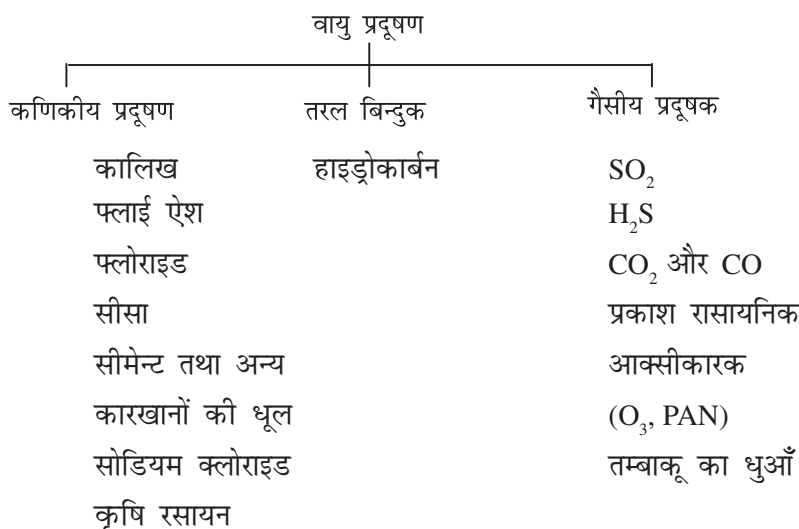 वायु प्रदूषण
कणिकीय प्रदूषण
कालिख
फ्लाई ऐश
फ्लोराइड
सीसा
सीमेन्ट तथा अन्य
कारखानों की धूल
सोडियम क्लोराइड
कृषि रसायन
तरल बिन्दुक
हाइड्रोकार्बन
गैसीय प्रदूषक
SO₂
H₂S
CO₂ और CO
प्रकाश रासायनिक
आक्सीकारक
(O₃, PAN)
तम्बाकू का धुआँ